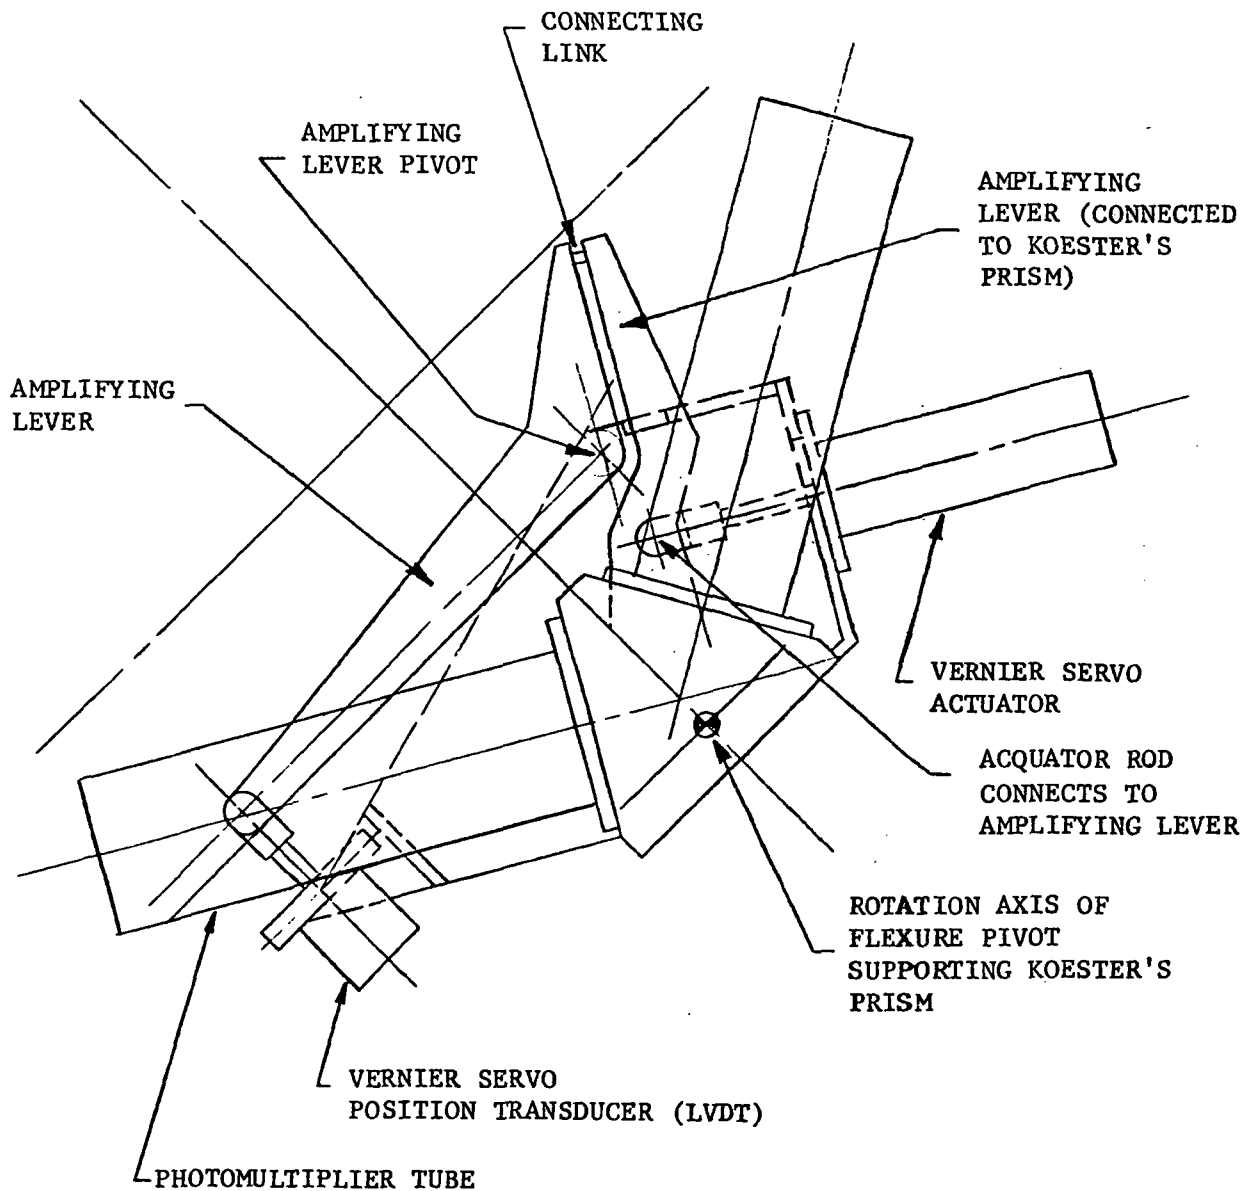 CONNECTING
LINK
AMPLIFYING
LEVER PIVOT
AMPLIFYING
LEVER (CONNECTED
TO KOESTER'S
PRISM)
AMPLIFYING
LEVER
VERNIER SERVO
ACTUATOR
ACQUATOR ROD
CONNECTS TO
AMPLIFYING LEVER
ROTATION AXIS OF
FLEXURE PIVOT
SUPPORTING KOESTER'S
PRISM
VERNIER SERVO
POSITION TRANSDUCER (LVDT)
PHOTOMULTIPLIER TUBE